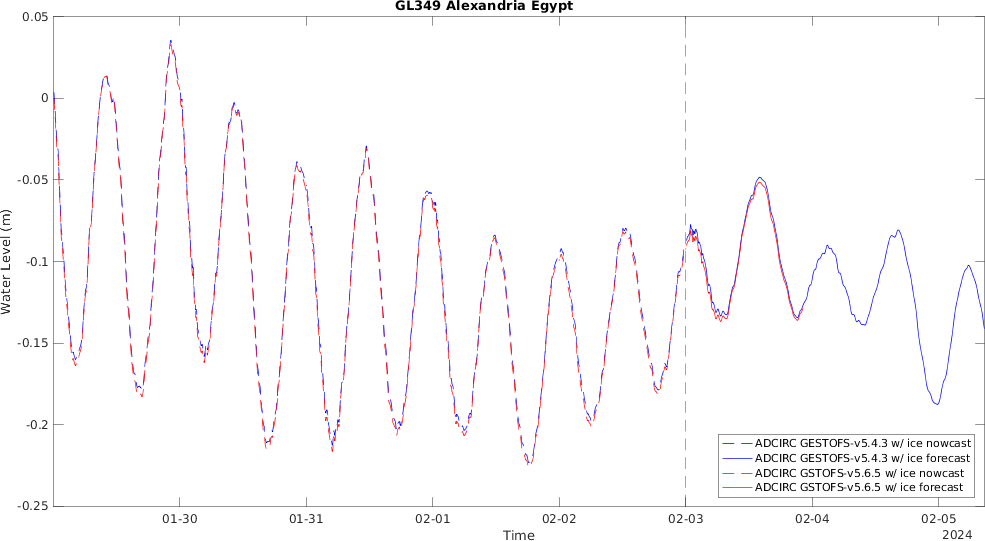 GL349 Alexandria Egypt
0.05
0
-0.05
-0.1
-0.15
-0.2
-0.25
Water Level (m)
01-30
01-31
02-01
02-02
02-03
02-04
02-05
Time
2024
ADCIRC GESTOFS-v5.4.3 w/ ice nowcast
ADCIRC GESTOFS-v5.4.3 w/ ice forecast
ADCIRC GSTOFS-v5.6.5 w/ ice nowcast
ADCIRC GSTOFS-v5.6.5 w/ ice forecast